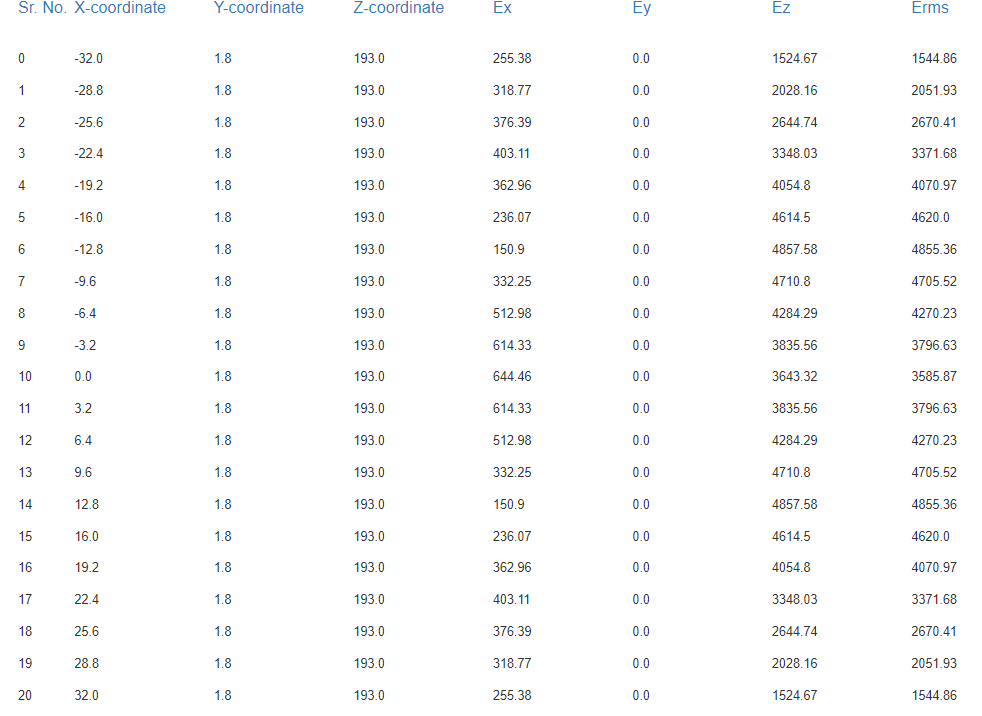 Sr. No. X-coordinate Y-coordinate Z-coordinate Ex Ey Ez Erms
0 -32.0 1.8 193.0 255.38 0.0 1524.67 1544.86
1 -28.8 1.8 193.0 318.77 0.0 2028.16 2051.93
2 -25.6 1.8 193.0 376.39 0.0 2644.74 2670.41
3 -22.4 1.8 193.0 403.11 0.0 3348.03 3371.68
4 -19.2 1.8 193.0 362.96 0.0 4054.8 4070.97
5 -16.0 1.8 193.0 236.07 0.0 4614.5 4620.0
6 -12.8 1.8 193.0 150.9 0.0 4857.58 4855.36
7 -9.6 1.8 193.0 332.25 0.0 4710.8 4705.52
8 -6.4 1.8 193.0 512.98 0.0 4284.29 4270.23
9 -3.2 1.8 193.0 614.33 0.0 3835.56 3796.63
10 0.0 1.8 193.0 644.46 0.0 3643.32 3585.87
11 3.2 1.8 193.0 614.33 0.0 3835.56 3796.63
12 6.4 1.8 193.0 512.98 0.0 4284.29 4270.23
13 9.6 1.8 193.0 332.25 0.0 4710.8 4705.52
14 12.8 1.8 193.0 150.9 0.0 4857.58 4855.36
15 16.0 1.8 193.0 236.07 0.0 4614.5 4620.0
16 19.2 1.8 193.0 362.96 0.0 4054.8 4070.97
17 22.4 1.8 193.0 403.11 0.0 3348.03 3371.68
18 25.6 1.8 193.0 376.39 0.0 2644.74 2670.41
19 28.8 1.8 193.0 318.77 0.0 2028.16 2051.93
20 32.0 1.8 193.0 255.38 0.0 1524.67 1544.86